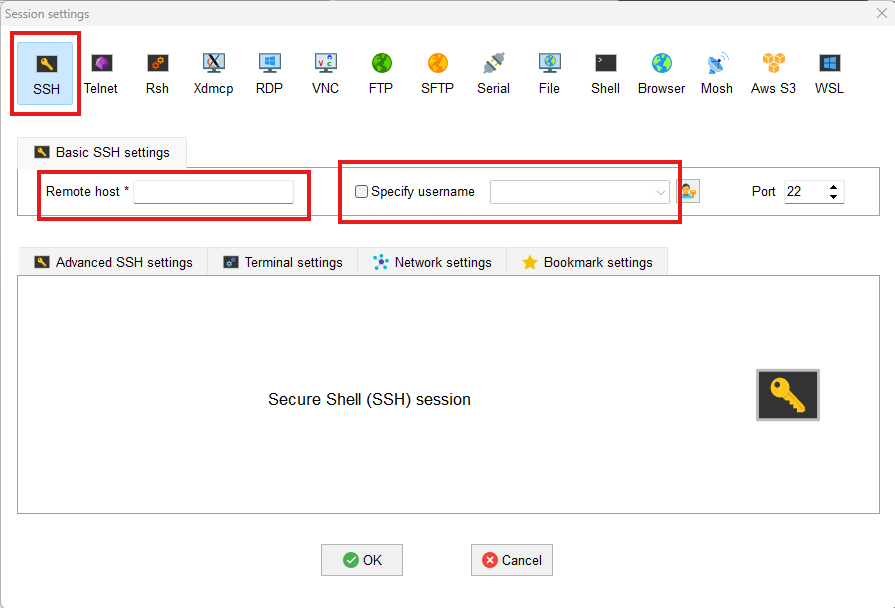 Session settings
SSH Telnet Rsh Xdmcp RDP VNC FTP SFTP Serial File Shell Browser Mosh Aws S3 WSL
Basic SSH settings
Remote host * Specify username Port 22
Advanced SSH settings Terminal settings Network settings Bookmark settings
Secure Shell (SSH) session
OK Cancel